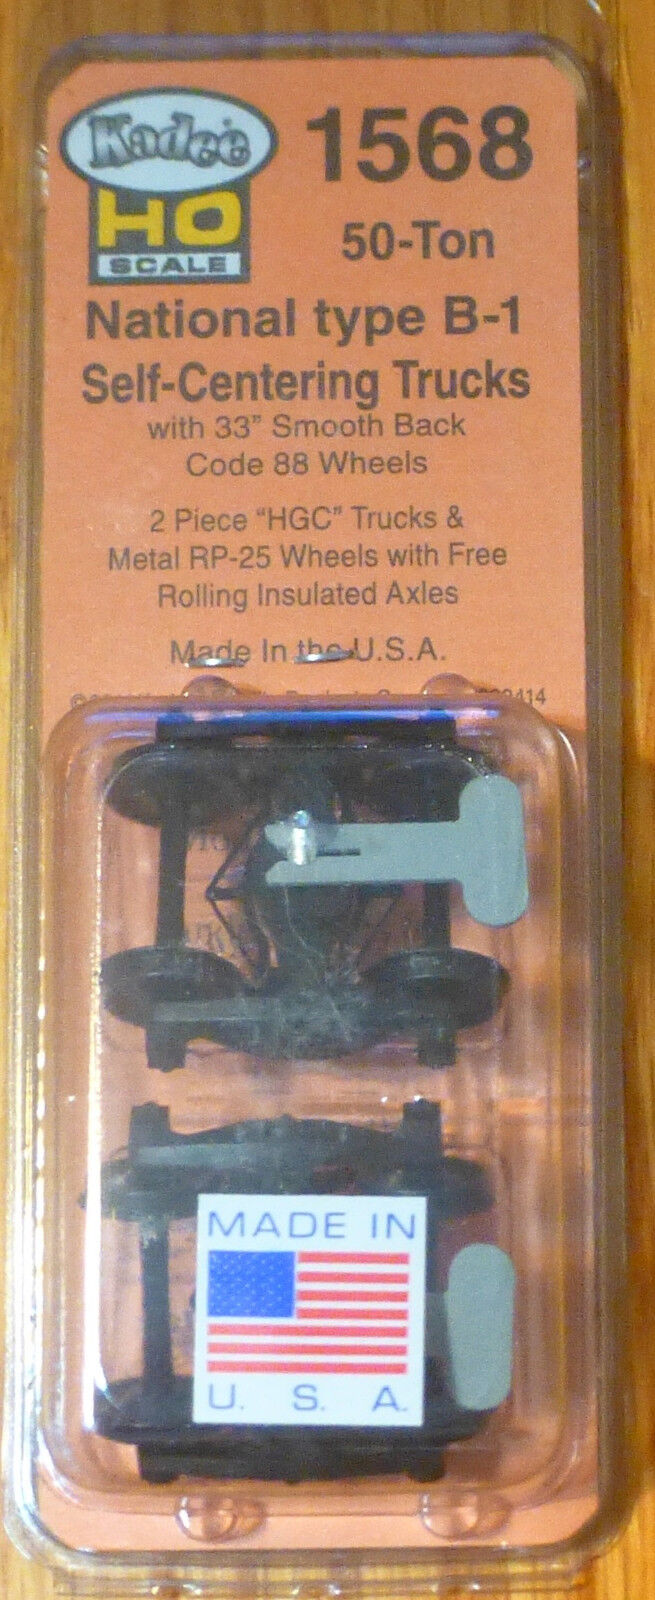 Kadee
HO
SCALE
1568
50-Ton
National type B-1
Self-Centering Trucks
with 33” Smooth Back
Code 88 Wheels
2 Piece “HGC” Trucks &
Metal RP-25 Wheels with Free
Rolling Insulated Axles
Made In the U.S.A.
MADE IN
U. S. A.